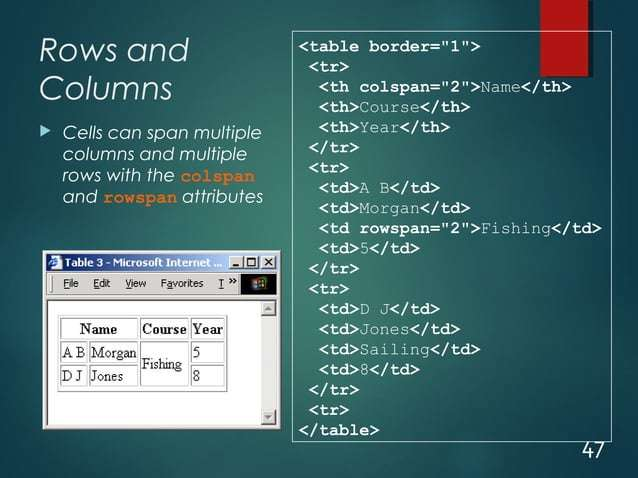 Rows and
Columns
Cells can span multiple
columns and multiple
rows with the colspan
and rowspan attributes
Table 3 - Microsoft Internet ...
File Edit View Favorites T »
Name Course Year
A B Morgan Fishing 5
D J Jones 8
<table border="1">
<tr>
<th colspan="2">Name</th>
<th>Course</th>
<th>Year</th>
</tr>
<tr>
<td>A B</td>
<td>Morgan</td>
<td rowspan="2">Fishing</td>
<td>5</td>
</tr>
<tr>
<td>D J</td>
<td>Jones</td>
<td>Sailing</td>
<td>8</td>
</tr>
<tr>
</table>
47